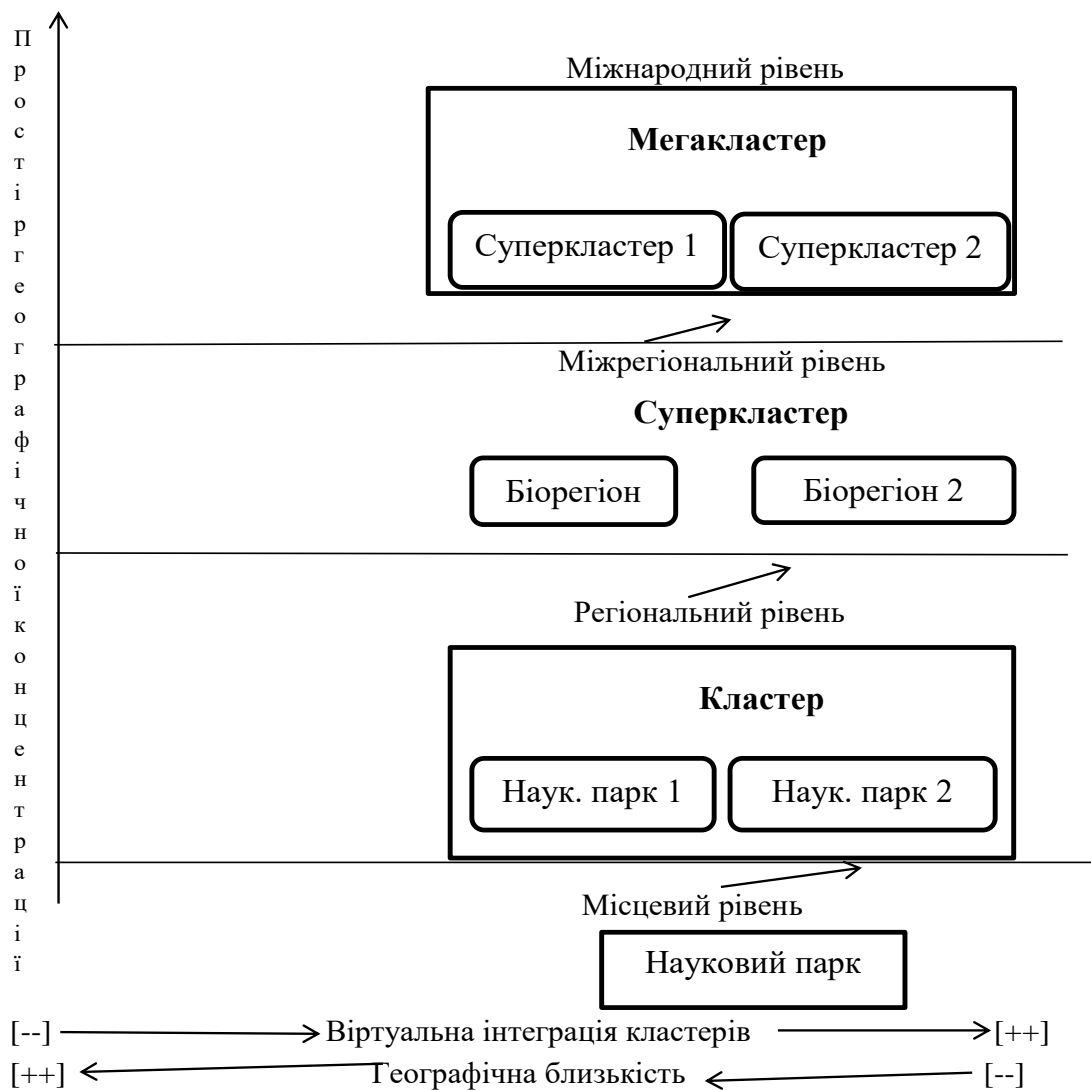 Простір географічної концентрації
Міжнародний рівень
Мегакластер
Суперкластер 1
Суперкластер 2
Міжрегіональний рівень
Суперкластер
Біорегіон
Біорегіон 2
Регіональний рівень
Кластер
Наук. парк 1
Наук. парк 2
Місцевий рівень
Науковий парк
[--] Віртуальна інтеграція кластерів [++]
[++] Географічна близькість [--]